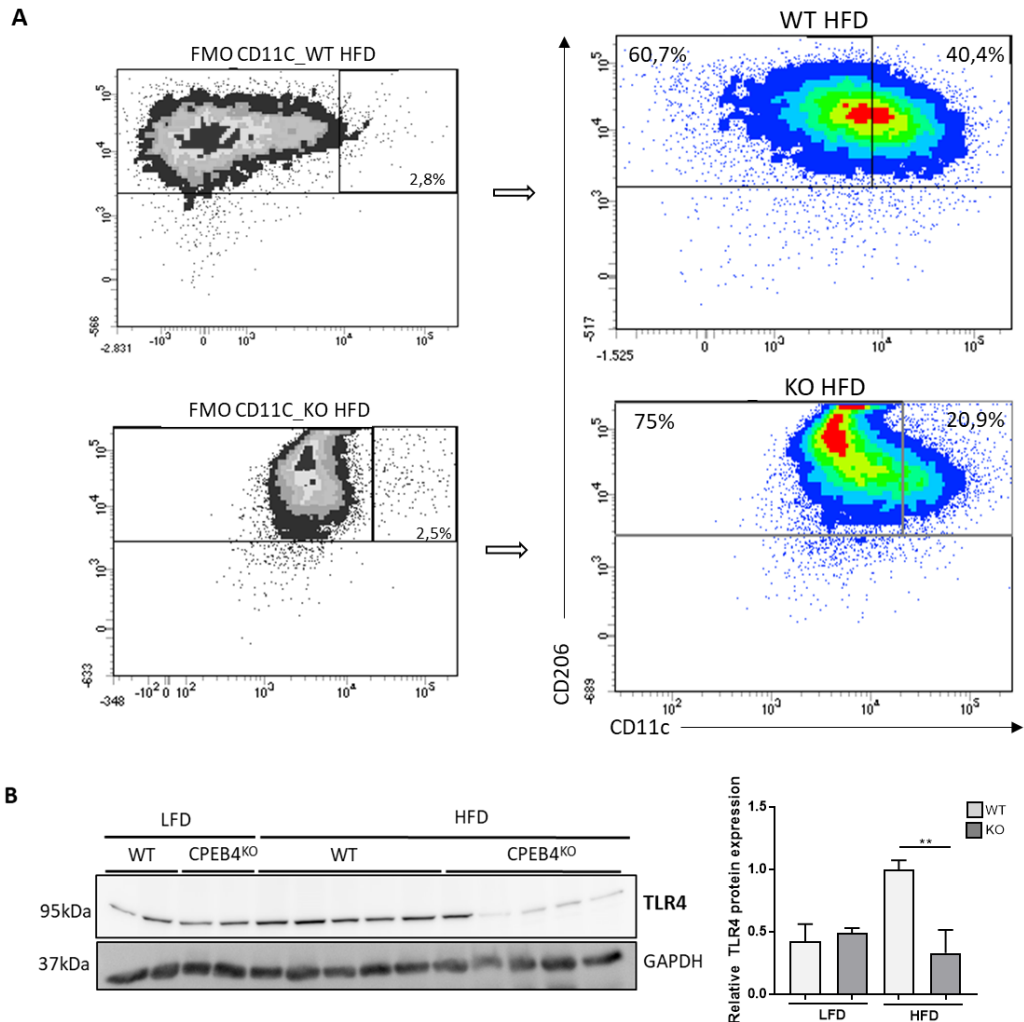 A
FMO CD11C_WT HFD
10^5
10^4
10^3
0
-566
2,8%
-2.831
-10^3 0 10^3 10^4 10^5
WT HFD
60,7% 40,4%
10^5
10^4
10^3
0
-517
-1.525
0 10^3 10^4 10^5
FMO CD11C_KO HFD
10^5
10^4
10^3
0
-633
2,5%
-348
-10^2 0 10^2 10^3 10^4 10^5
KO HFD
75% 20,9%
10^5
10^4
10^3
0
-689
10^2 10^3 10^4 10^5
CD206
CD11c
B
LFD HFD
WT CPEB4KO WT CPEB4KO
95kDa TLR4
37kDa GAPDH
Relative TLR4 protein expression
1.5
1.0
0.5
0.0
**
WT
KO
LFD HFD